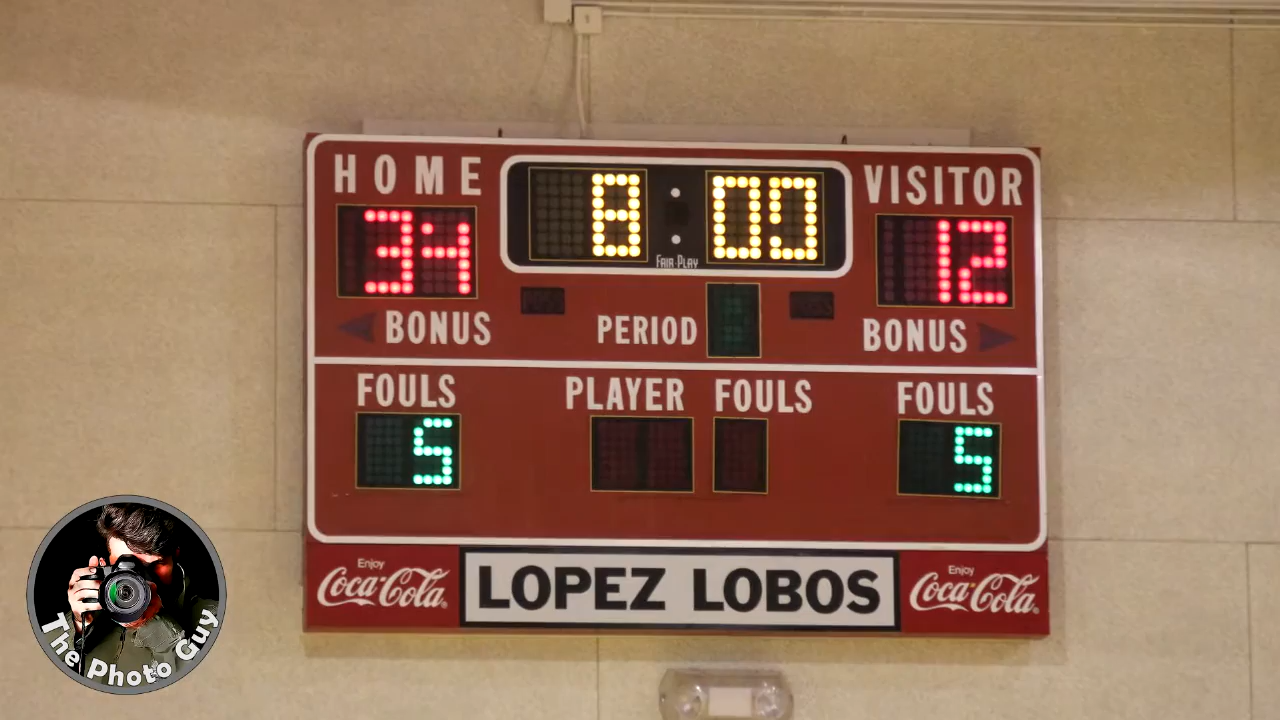 HOME
8:00
VISITOR
34
12
FAIR-PLAY
BONUS
PERIOD
BONUS
FOULS
PLAYER FOULS
FOULS
5
5
Enjoy
Coca-Cola
LOPEZ LOBOS
Enjoy
Coca-Cola
The Photo Guy